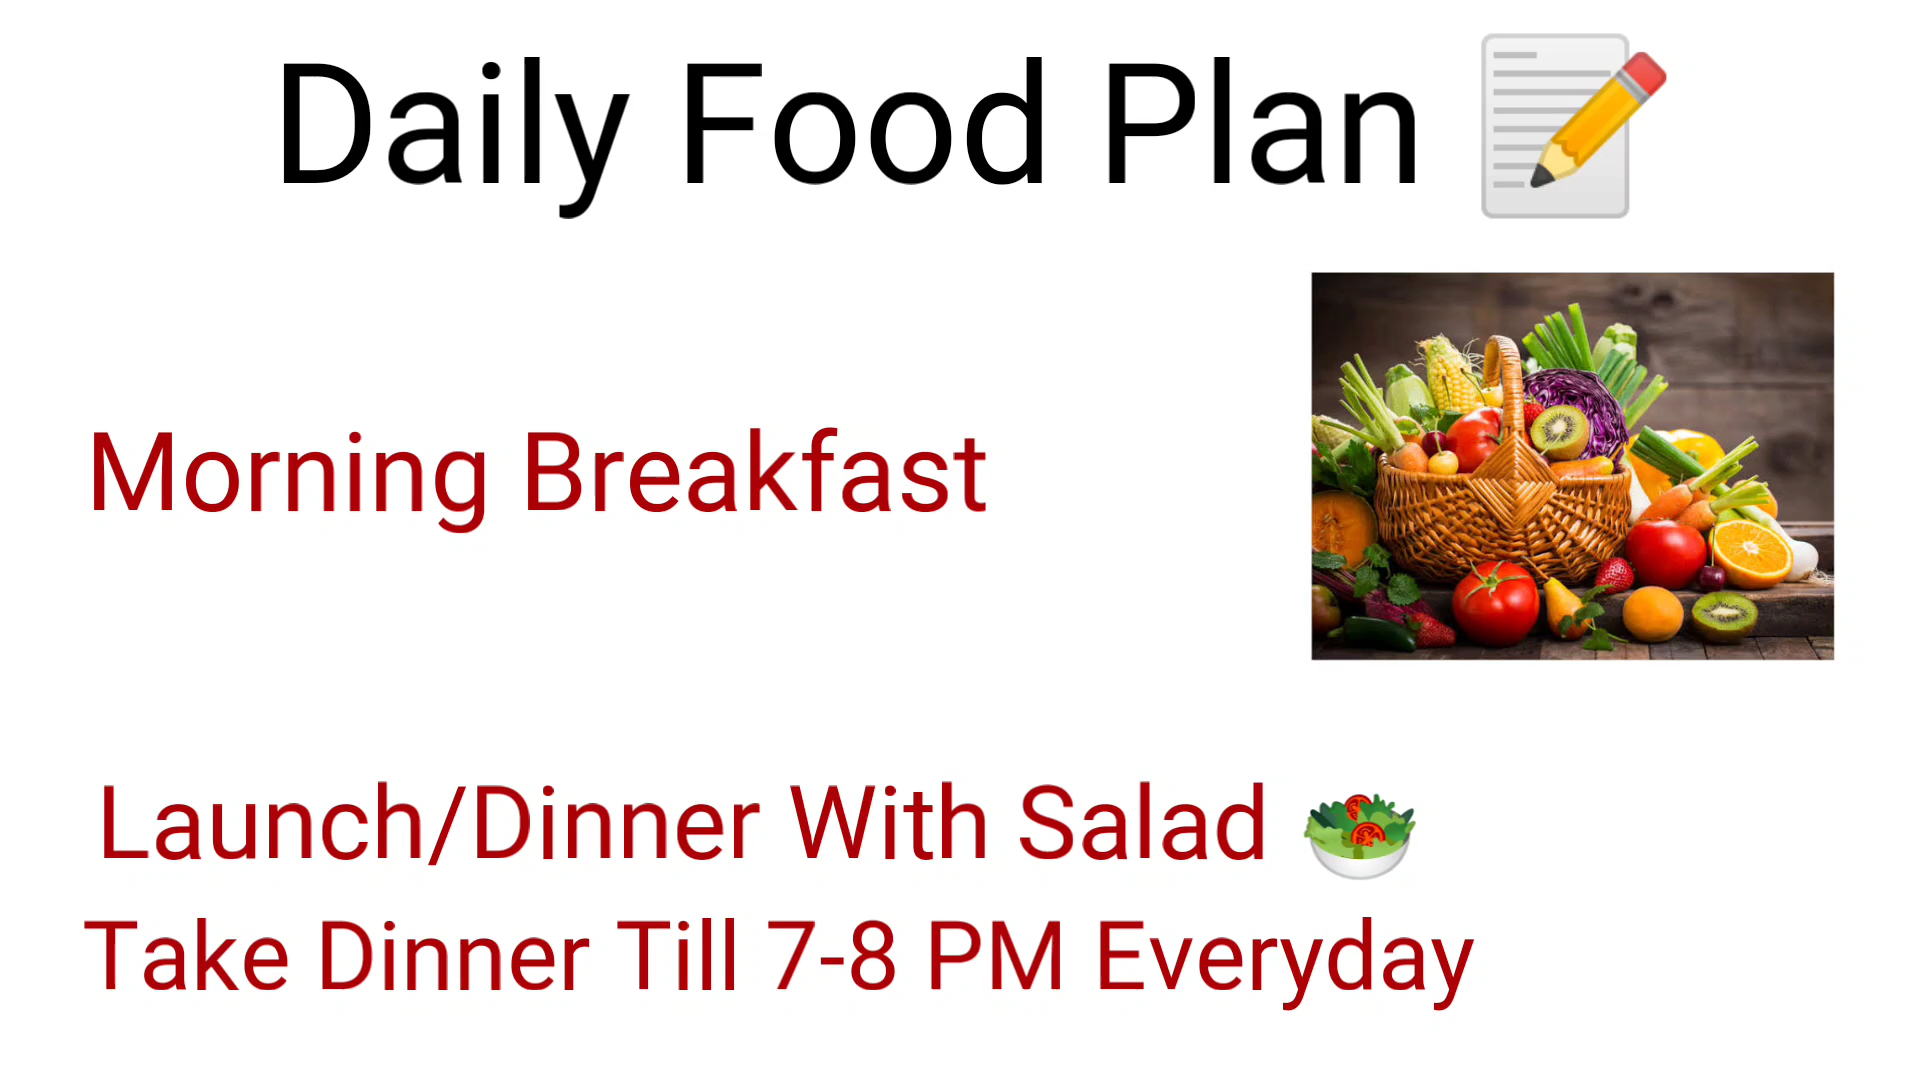 Daily Food Plan 📝
Morning Breakfast
Launch/Dinner With Salad 🥗
Take Dinner Till 7-8 PM Everyday